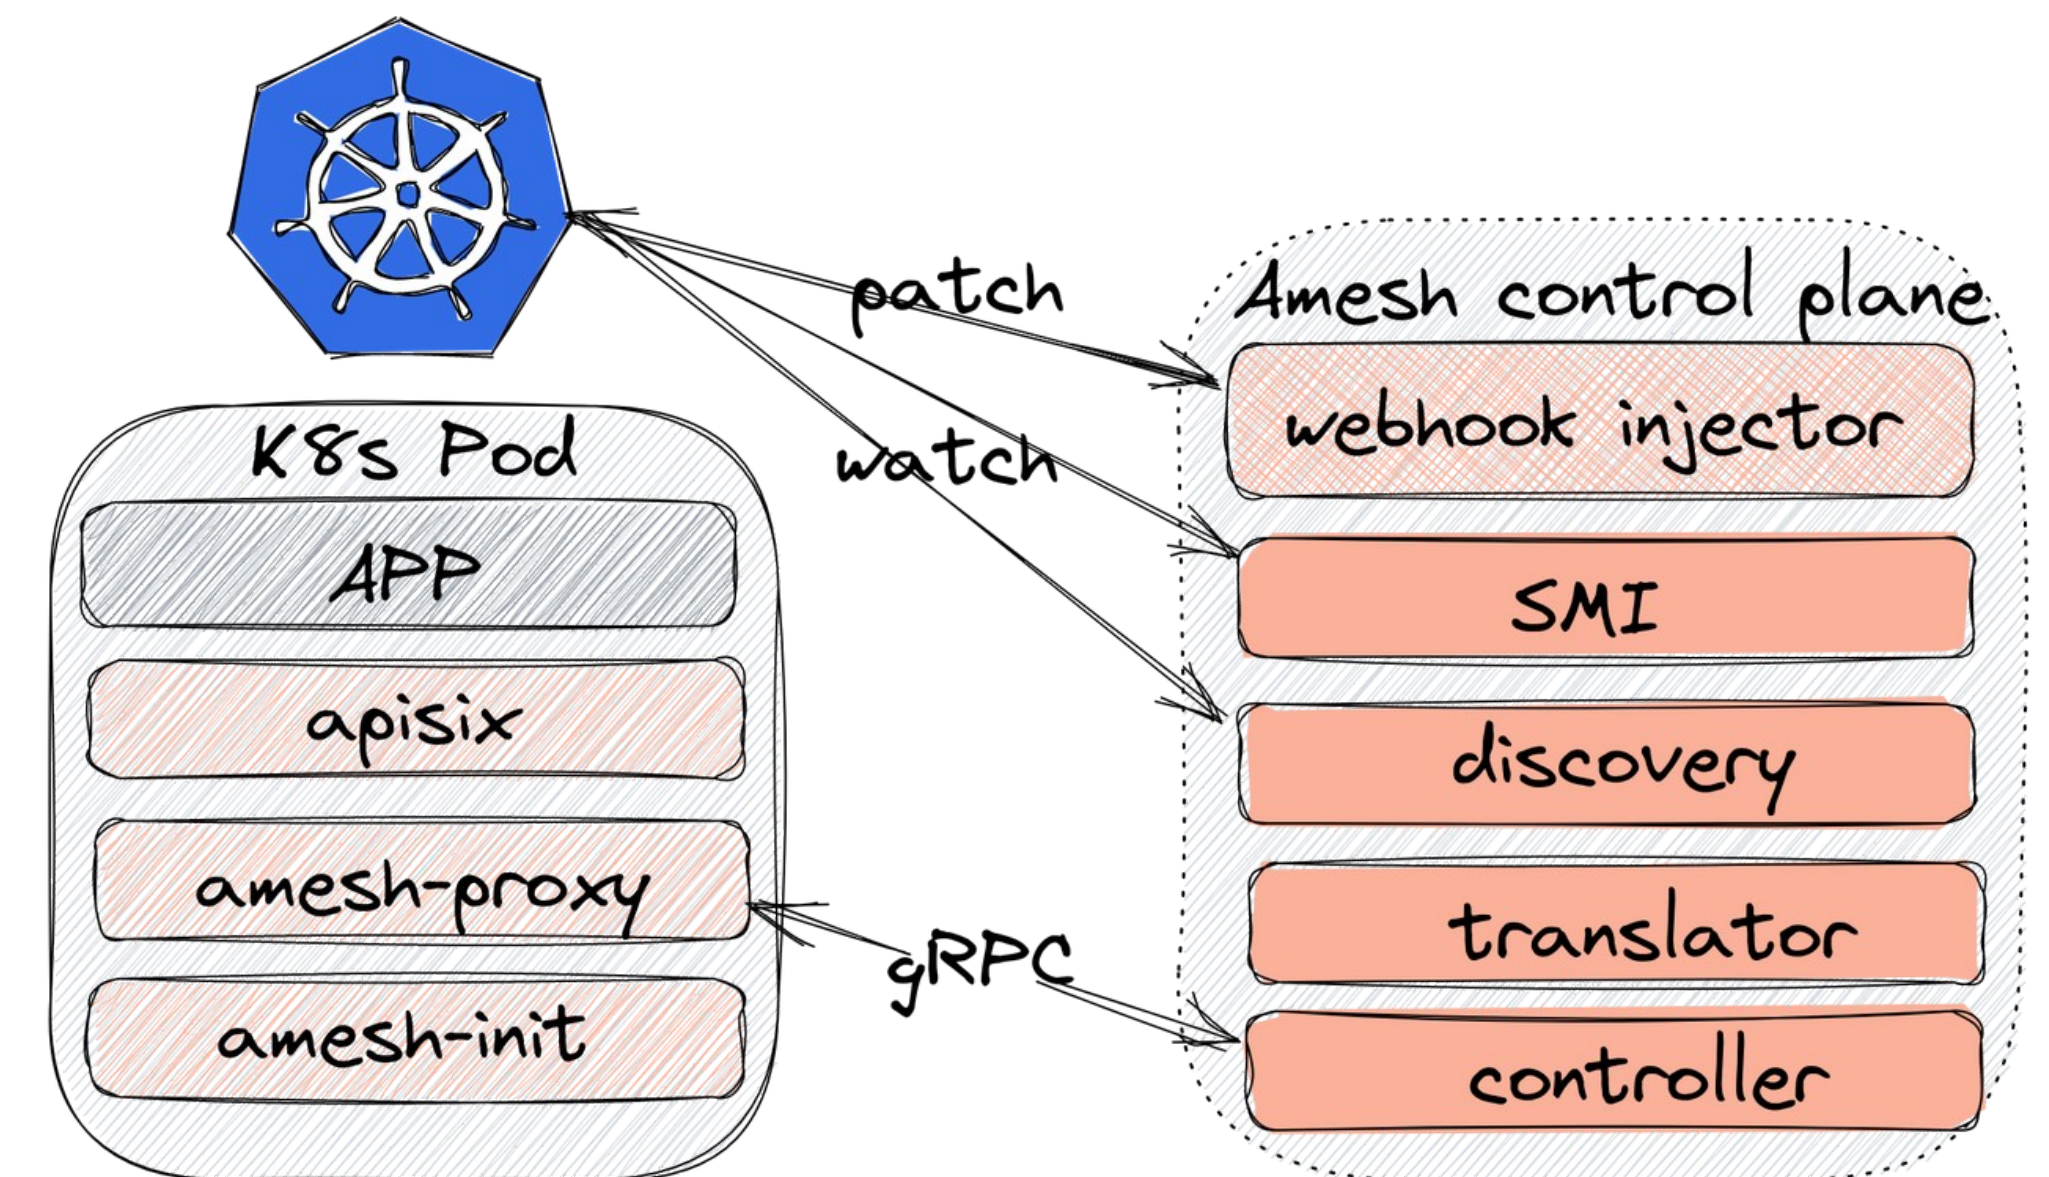 patch
Amesh control plane
webhook injector
K8s Pod
watch
APP
SMI
apisix
discovery
amesh-proxy
translator
gRPC
amesh-init
controller